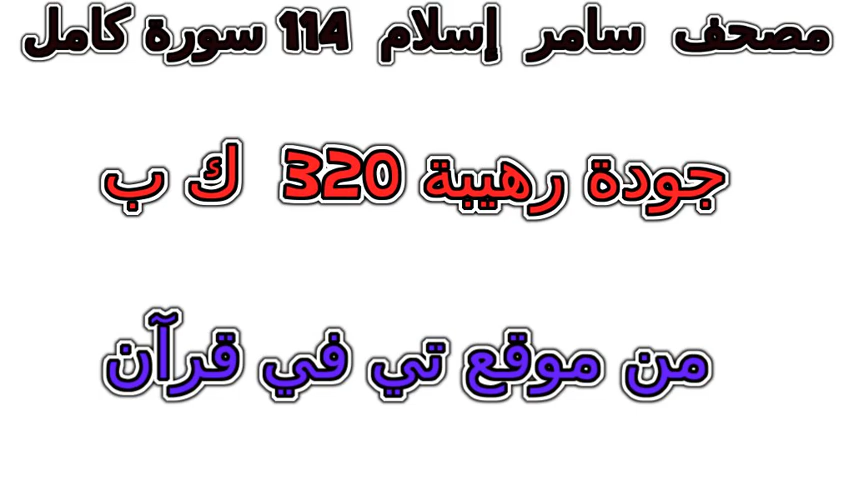 مصحف سامر إسلام 114 سورة كامل
جودة رهيبة 320 ك ب
من موقع تي في قرآن